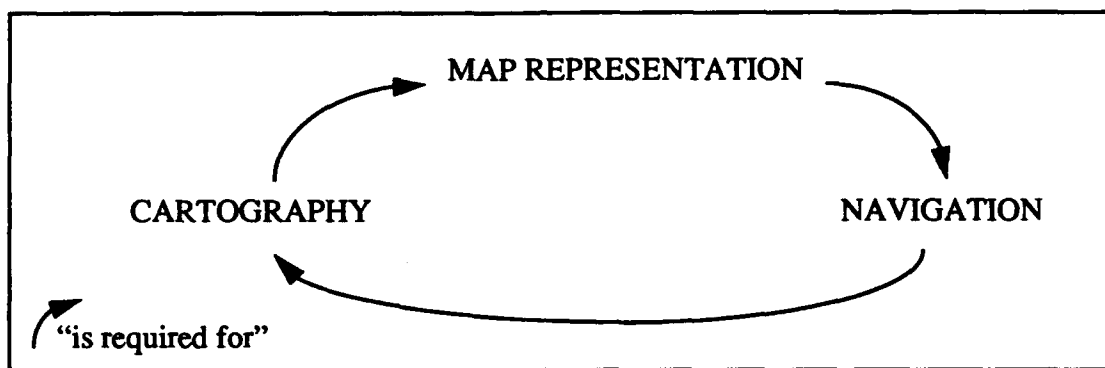 MAP REPRESENTATION
CARTOGRAPHY
NAVIGATION
“is required for”